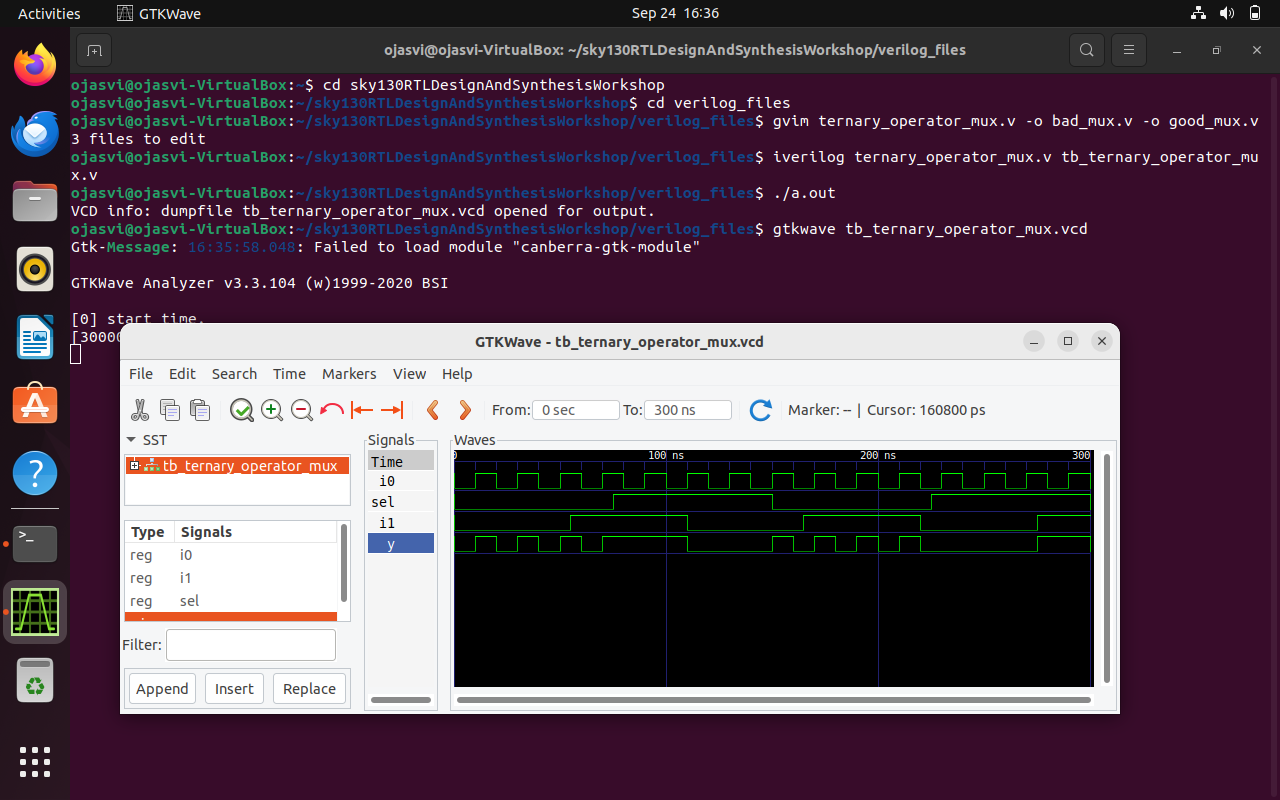 Activities GTKWave Sep 24 16:36
ojasvi@ojasvi-VirtualBox: ~/sky130RTLDesignAndSynthesisWorkshop/verilog_files
ojasvi@ojasvi-VirtualBox:~$ cd sky130RTLDesignAndSynthesisWorkshop
ojasvi@ojasvi-VirtualBox:~/sky130RTLDesignAndSynthesisWorkshop$ cd verilog_files
ojasvi@ojasvi-VirtualBox:~/sky130RTLDesignAndSynthesisWorkshop/verilog_files$ gvim ternary_operator_mux.v -o bad_mux.v -o good_mux.v
3 files to edit
ojasvi@ojasvi-VirtualBox:~/sky130RTLDesignAndSynthesisWorkshop/verilog_files$ iverilog ternary_operator_mux.v tb_ternary_operator_mu
x.v
ojasvi@ojasvi-VirtualBox:~/sky130RTLDesignAndSynthesisWorkshop/verilog_files$ ./a.out
VCD info: dumpfile tb_ternary_operator_mux.vcd opened for output.
ojasvi@ojasvi-VirtualBox:~/sky130RTLDesignAndSynthesisWorkshop/verilog_files$ gtkwave tb_ternary_operator_mux.vcd
Gtk-Message: 16:35:58.048: Failed to load module "canberra-gtk-module"
GTKWave Analyzer v3.3.104 (w)1999-2020 BSI
[0] start time.
[30000
GTKWave - tb_ternary_operator_mux.vcd
File Edit Search Time Markers View Help
From: 0 sec To: 300 ns Marker: -- | Cursor: 160800 ps
SST
tb_ternary_operator_mux
Type Signals
reg i0
reg i1
reg sel
Filter:
Append Insert Replace
Signals
Time
i0
sel
i1
y
Waves
0 100 ns 200 ns 300